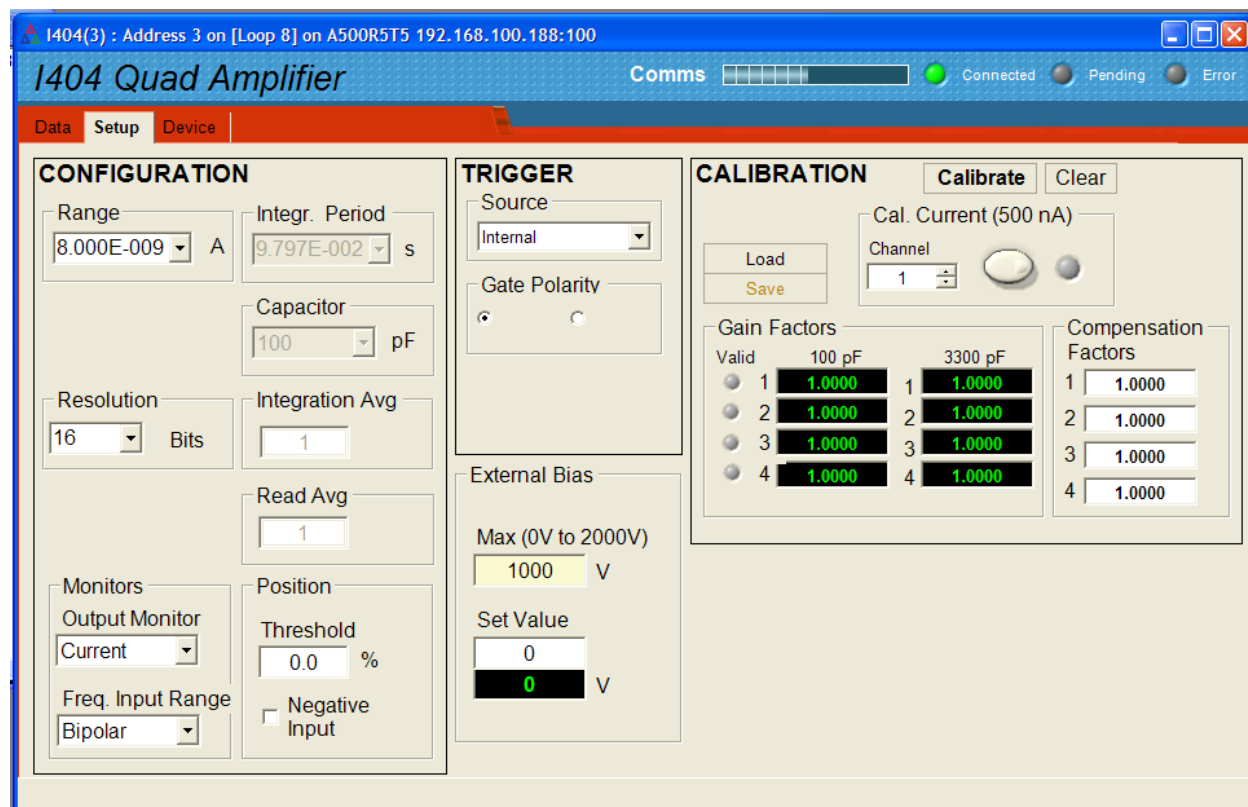 I404(3) : Address 3 on [Loop 8] on A500R5T5 192.168.100.188:100
I404 Quad Amplifier
Comms
Connected
Pending
Error
Data
Setup
Device
CONFIGURATION
Range
8.000E-009
A
Integr. Period
9.797E-002
s
Capacitor
100
pF
Resolution
16
Bits
Integration Avg
1
Read Avg
1
Monitors
Output Monitor
Current
Freq. Input Range
Bipolar
Position
Threshold
0.0
%
Negative
Input
TRIGGER
Source
Internal
Gate Polarity
External Bias
Max (0V to 2000V)
1000
V
Set Value
0
0
V
CALIBRATION
Calibrate
Clear
Load
Save
Cal. Current (500 nA)
Channel
1
Gain Factors
Valid 100 pF 3300 pF
1 1.0000 1 1.0000
2 1.0000 2 1.0000
3 1.0000 3 1.0000
4 1.0000 4 1.0000
Compensation
Factors
1 1.0000
2 1.0000
3 1.0000
4 1.0000